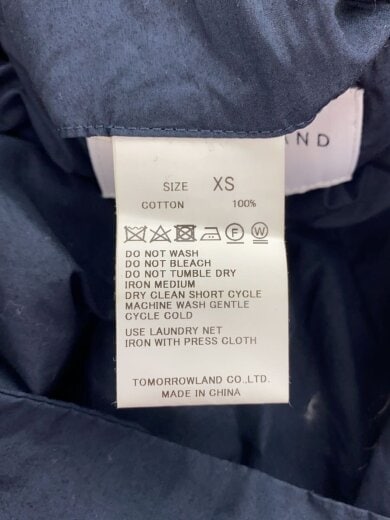 LAND
SIZE XS
COTTON 100%
F W
DO NOT WASH
DO NOT BLEACH
DO NOT TUMBLE DRY
IRON MEDIUM
DRY CLEAN SHORT CYCLE
MACHINE WASH GENTLE
CYCLE COLD
USE LAUNDRY NET
IRON WITH PRESS CLOTH
TOMORROWLAND CO.,LTD.
MADE IN CHINA